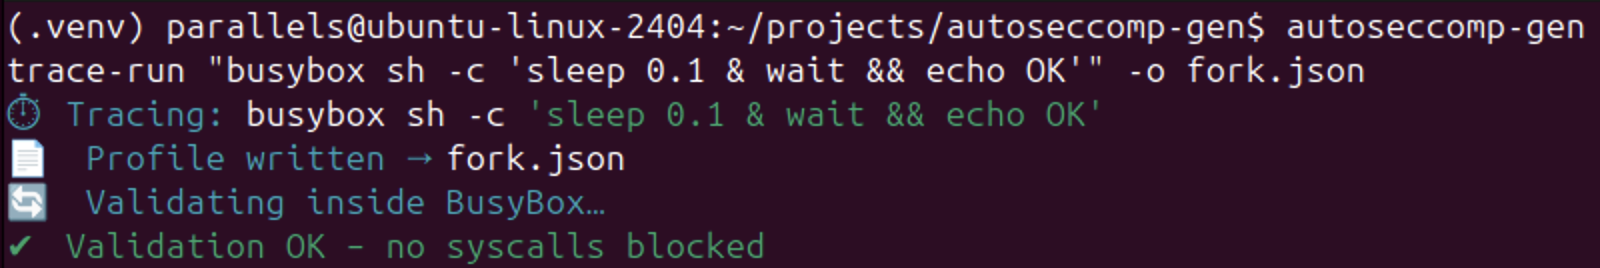 (.venv) parallels@ubuntu-linux-2404:~/projects/autoseccomp-gen$ autoseccomp-gen
trace-run "busybox sh -c 'sleep 0.1 & wait && echo OK'" -o fork.json
⏱ Tracing: busybox sh -c 'sleep 0.1 & wait && echo OK'
📄 Profile written → fork.json
🔄 Validating inside BusyBox…
✔ Validation OK – no syscalls blocked